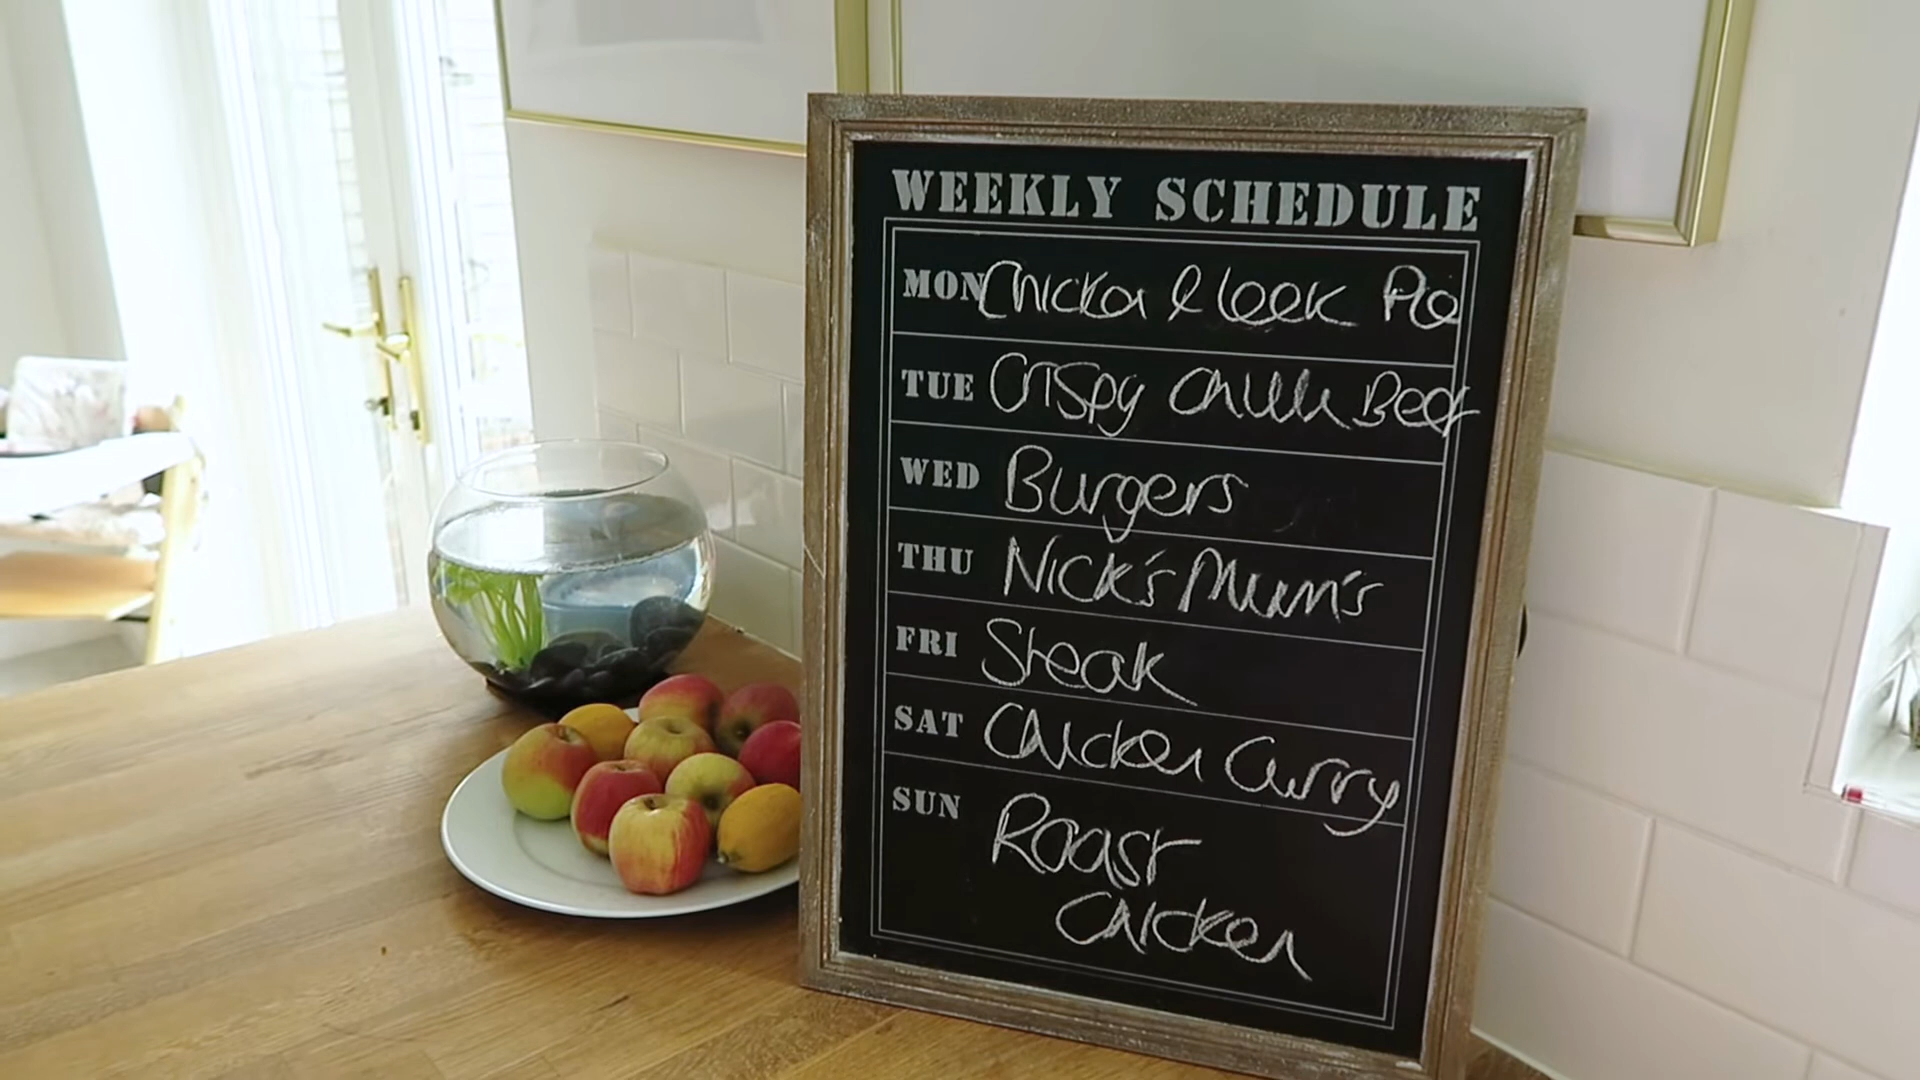 WEEKLY SCHEDULE
MON Chicken & leek Pie
TUE Crispy Chilli Beef
WED Burgers
THU Nick's Mum's
FRI Steak
SAT Chicken Curry
SUN Roast
Chicken